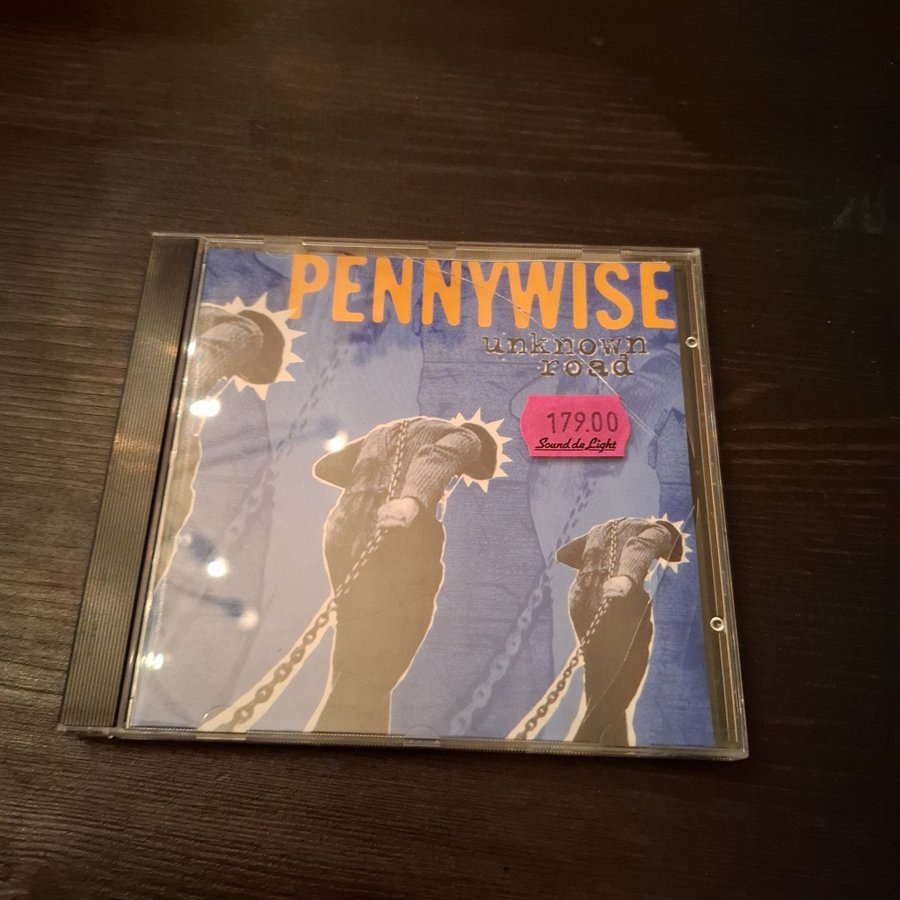 PENNYWISE
unknown
road
179.00
Sound de Light